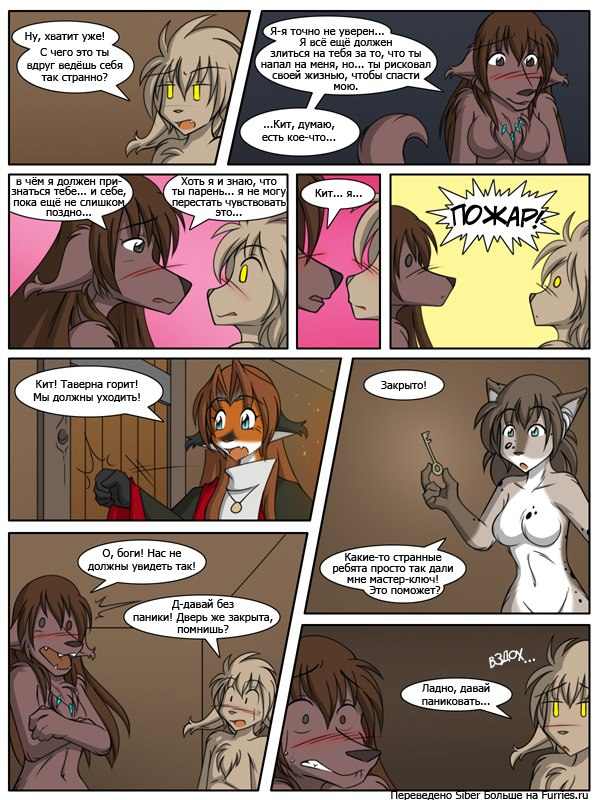 Ну, хватит уже!
С чего это ты
вдруг ведёшь себя
так странно?
Я-я точно не уверен...
Я всё ещё должен
злиться на тебя за то, что ты
напал на меня, но... ты рисковал
своей жизнью, чтобы спасти
мою.
...Кит, думаю,
есть кое-что...
в чём я должен при-
знаться тебе... и себе,
пока ещё не слишком
поздно...
Хоть я и знаю, что
ты парень... я не могу
перестать чувствовать
это...
Кит... я...
ПОЖАР!
Кит! Таверна горит!
Мы должны уходить!
Закрыто!
Какие-то странные
ребята просто так дали
мне мастер-ключ!
Это поможет?
О, боги! Нас не
должны увидеть так!
Д-давай без
паники! Дверь же закрыта,
помнишь?
ВЗДОХ...
Ладно, давай
паниковать...
Переведено Siber Больше на Furries.ru